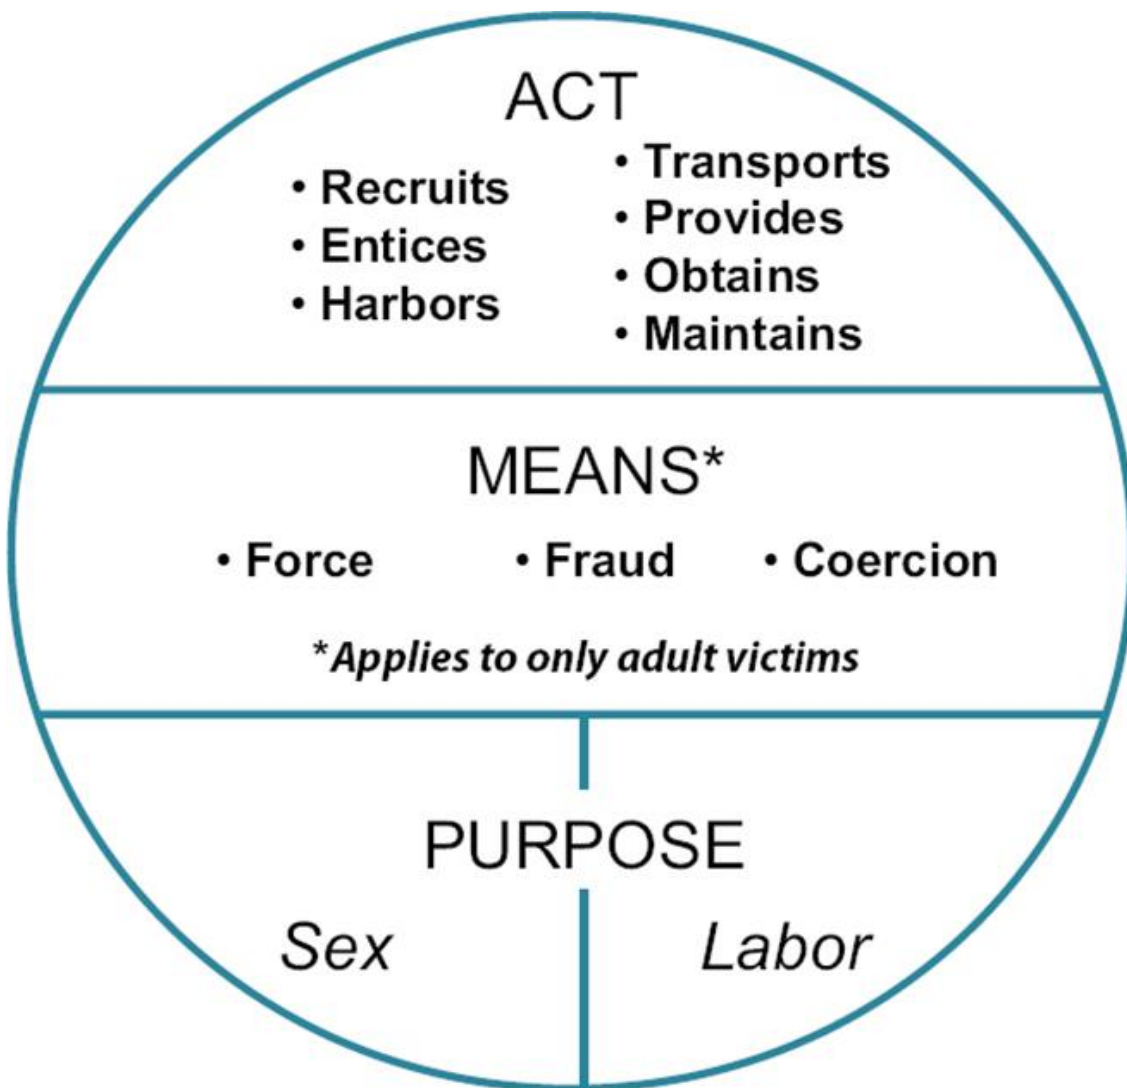 ACT
• Recruits
• Entices
• Harbors
• Transports
• Provides
• Obtains
• Maintains
MEANS*
• Force • Fraud • Coercion
*Applies to only adult victims
PURPOSE
Sex Labor